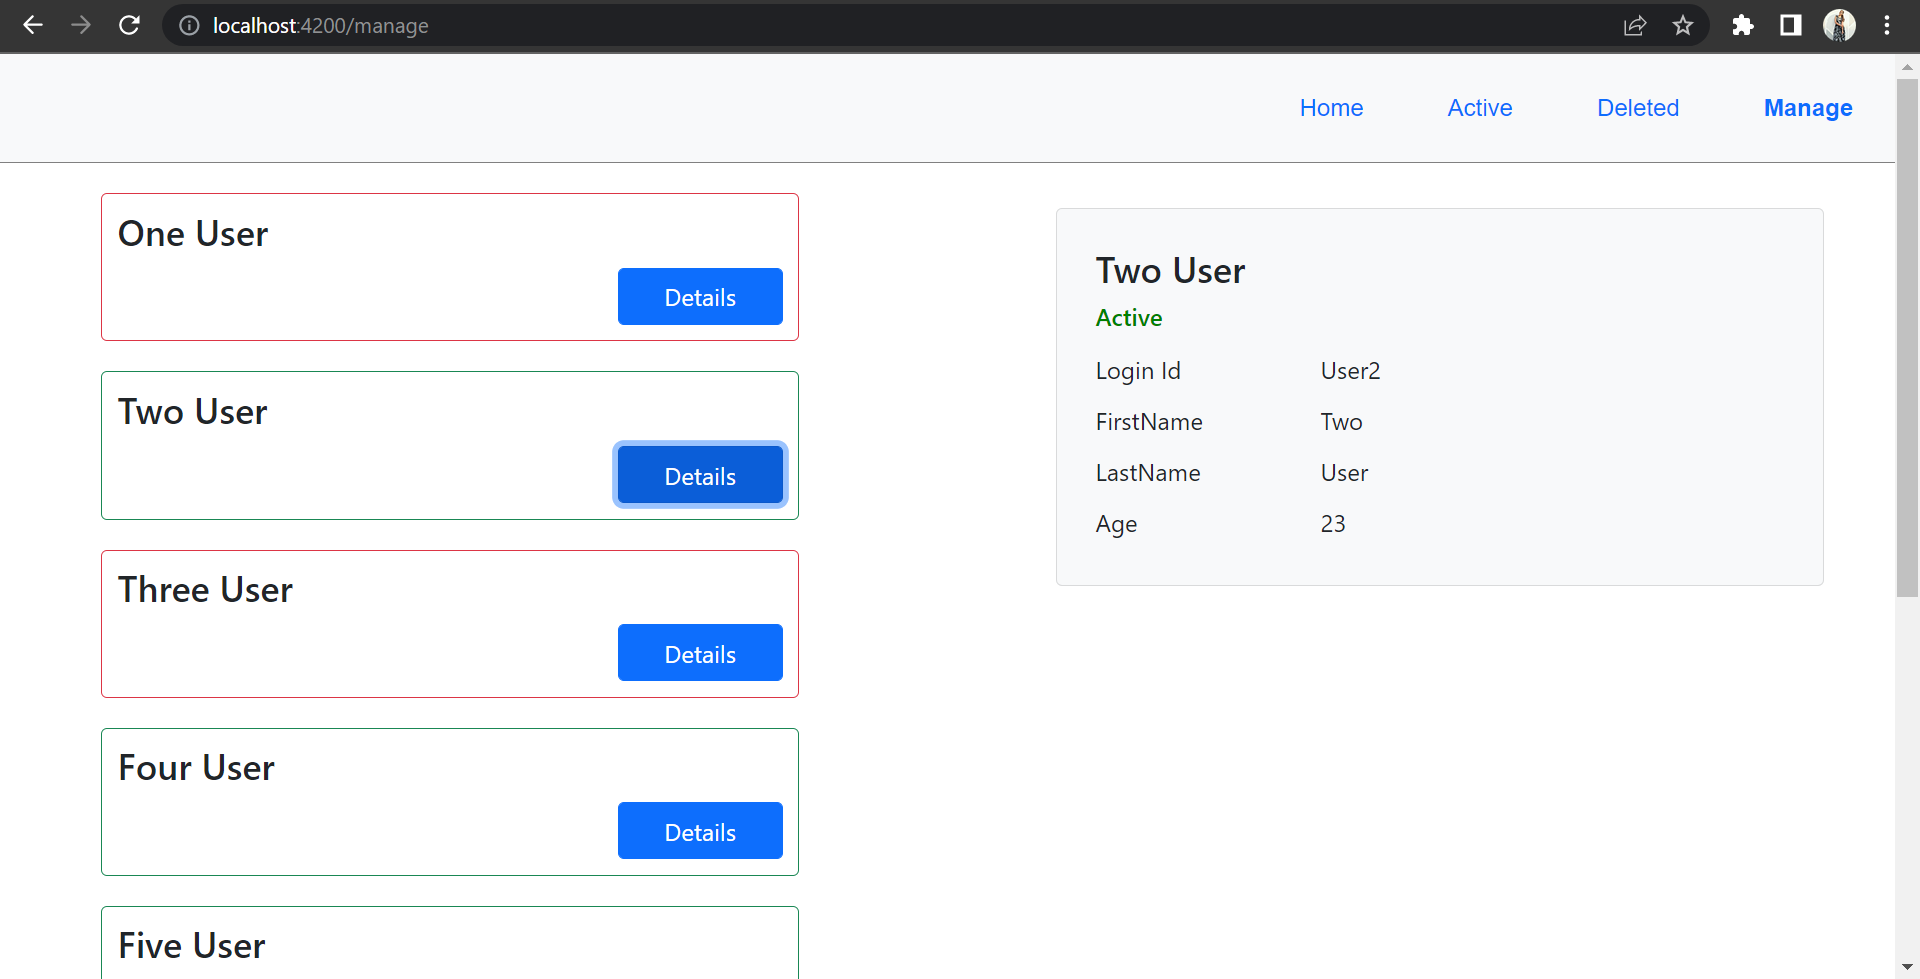 localhost:4200/manage
Home Active Deleted Manage
One User
Details
Two User
Details
Three User
Details
Four User
Details
Five User
Two User
Active
Login Id User2
FirstName Two
LastName User
Age 23